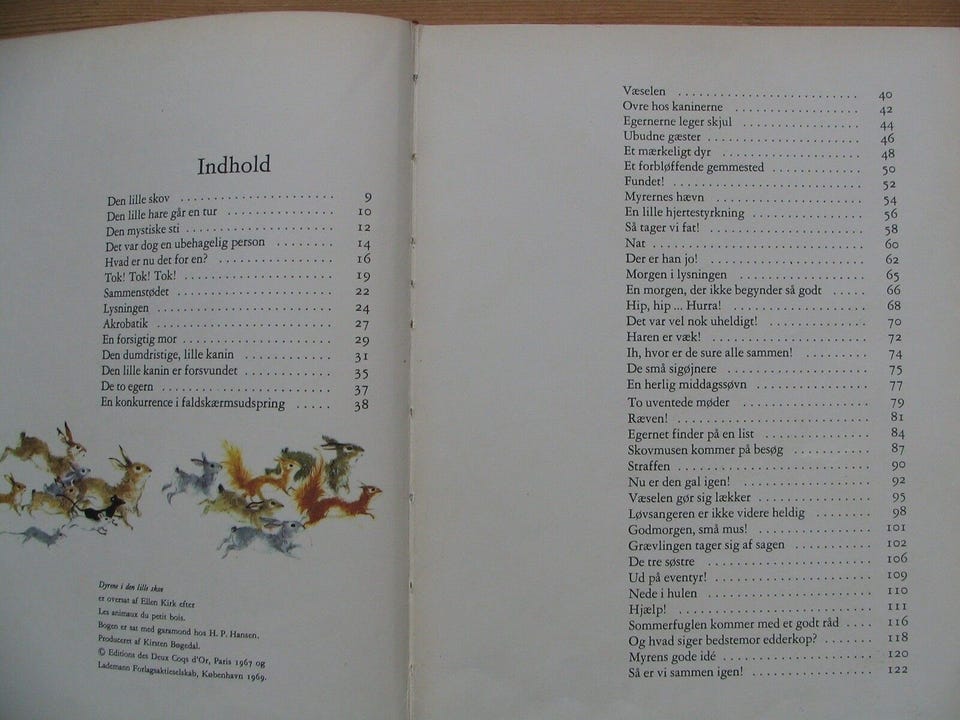 Indhold
Den lille skov . . . . . . . . . . . . . . . . . . . . . . . 9
Den lille hare går en tur . . . . . . . . . . . . . . . . 10
Den mystiske sti . . . . . . . . . . . . . . . . . . . . . . 12
Det var dog en ubehagelig person . . . . . . . . 14
Hvad er nu det for en? . . . . . . . . . . . . . . . . . 16
Tok! Tok! Tok! . . . . . . . . . . . . . . . . . . . . . . 19
Sammenstødet . . . . . . . . . . . . . . . . . . . . . . . 22
Lysningen . . . . . . . . . . . . . . . . . . . . . . . . . . 24
Akrobatik . . . . . . . . . . . . . . . . . . . . . . . . . . 27
En forsigtig mor . . . . . . . . . . . . . . . . . . . . . . 29
Den dumdristige, lille kanin . . . . . . . . . . . . . 31
Den lille kanin er forsvundet . . . . . . . . . . . . 35
De to egern . . . . . . . . . . . . . . . . . . . . . . . . . 37
En konkurrence i faldskærmsudspring . . . . . 38
Dyrene i den lille skov
er oversat af Ellen Kirk efter
Les animaux du petit bois.
Bogen er sat med garamond hos H. P. Hansen.
Produceret af Kirsten Bøgsdal.
© Editions des Deux Coqs d'Or, Paris 1967 og
Lademann Forlagsaktieselskab, København 1969.
Væselen . . . . . . . . . . . . . . . . . . . . . . . . . . 40
Ovre hos kaninerne . . . . . . . . . . . . . . . . . . . 42
Egernerne leger skjul . . . . . . . . . . . . . . . . . . 44
Ubudne gæster . . . . . . . . . . . . . . . . . . . . . . 46
Et mærkeligt dyr . . . . . . . . . . . . . . . . . . . . 48
Et forbløffende gemmested . . . . . . . . . . . . . 50
Fundet! . . . . . . . . . . . . . . . . . . . . . . . . . . . 52
Myrernes hævn . . . . . . . . . . . . . . . . . . . . . . 54
En lille hjertestyrkning . . . . . . . . . . . . . . . . 56
Så tager vi fat! . . . . . . . . . . . . . . . . . . . . . . 58
Nat . . . . . . . . . . . . . . . . . . . . . . . . . . . . . . 60
Der er han jo! . . . . . . . . . . . . . . . . . . . . . . 62
Morgen i lysningen . . . . . . . . . . . . . . . . . . . 65
En morgen, der ikke begynder så godt . . . . . 66
Hip, hip ... Hurra! . . . . . . . . . . . . . . . . . . . . 68
Det var vel nok uheldigt! . . . . . . . . . . . . . . . 70
Haren er væk! . . . . . . . . . . . . . . . . . . . . . . 72
Ih, hvor er de sure alle sammen! . . . . . . . . . 74
De små sigøjnere . . . . . . . . . . . . . . . . . . . . 75
En herlig middagssøvn . . . . . . . . . . . . . . . . . 77
To uventede møder . . . . . . . . . . . . . . . . . . . 79
Ræven! . . . . . . . . . . . . . . . . . . . . . . . . . . . 81
Egernet finder på en list . . . . . . . . . . . . . . . 84
Skovmusen kommer på besøg . . . . . . . . . . . 87
Straffen . . . . . . . . . . . . . . . . . . . . . . . . . . . 90
Nu er den gal igen! . . . . . . . . . . . . . . . . . . . 92
Væselen gør sig lækker . . . . . . . . . . . . . . . . 95
Løvsangeren er ikke videre heldig . . . . . . . . 98
Godmorgen, små mus! . . . . . . . . . . . . . . . . . 101
Grævlingen tager sig af sagen . . . . . . . . . . . 102
De tre søstre . . . . . . . . . . . . . . . . . . . . . . . 106
Ud på eventyr! . . . . . . . . . . . . . . . . . . . . . . 109
Nede i hulen . . . . . . . . . . . . . . . . . . . . . . . 110
Hjælp! . . . . . . . . . . . . . . . . . . . . . . . . . . . . 111
Sommerfuglen kommer med et godt råd . . . . 116
Og hvad siger bedstemor edderkop? . . . . . . . 118
Myrens gode idé . . . . . . . . . . . . . . . . . . . . . 120
Så er vi sammen igen! . . . . . . . . . . . . . . . . . 122